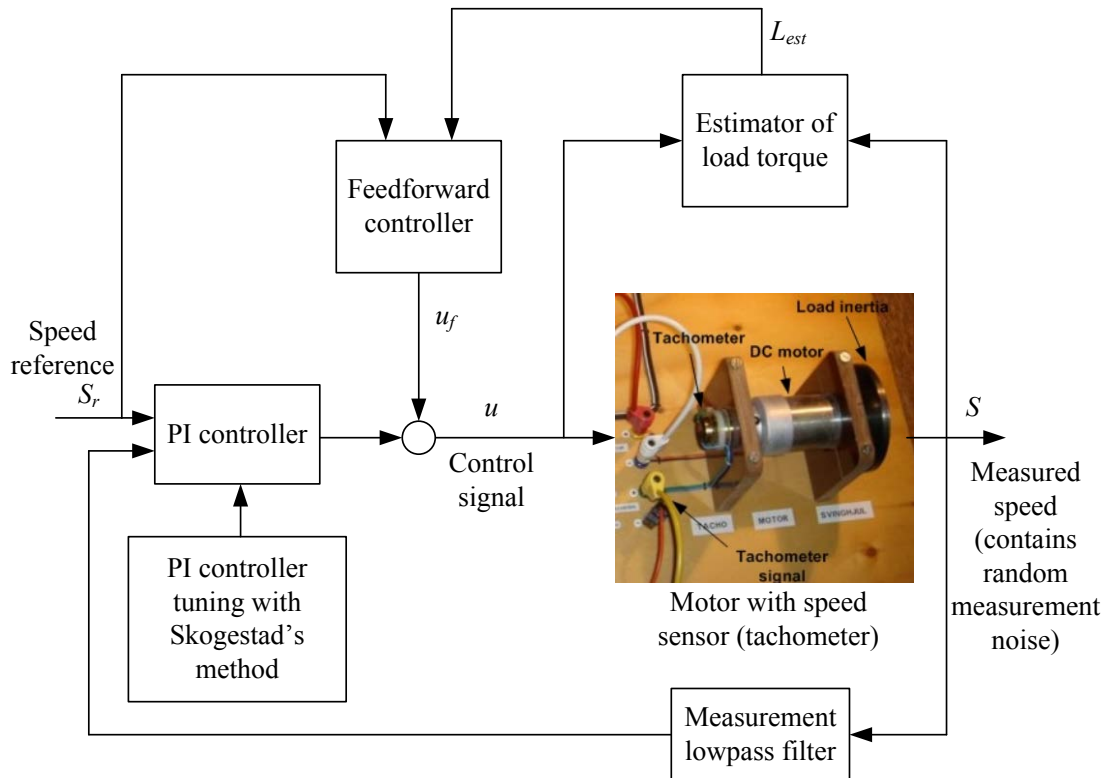 L_est
Estimator of
load torque
Feedforward
controller
u_f
Speed
reference
S_r
PI controller
u
Control
signal
Load inertia
Tachometer
DC motor
TACHO
MOTOR
SVINGHJUL
Tachometer
signal
S
Measured
speed
(contains
random
measurement
noise)
Motor with speed
sensor (tachometer)
PI controller
tuning with
Skogestad's
method
Measurement
lowpass filter